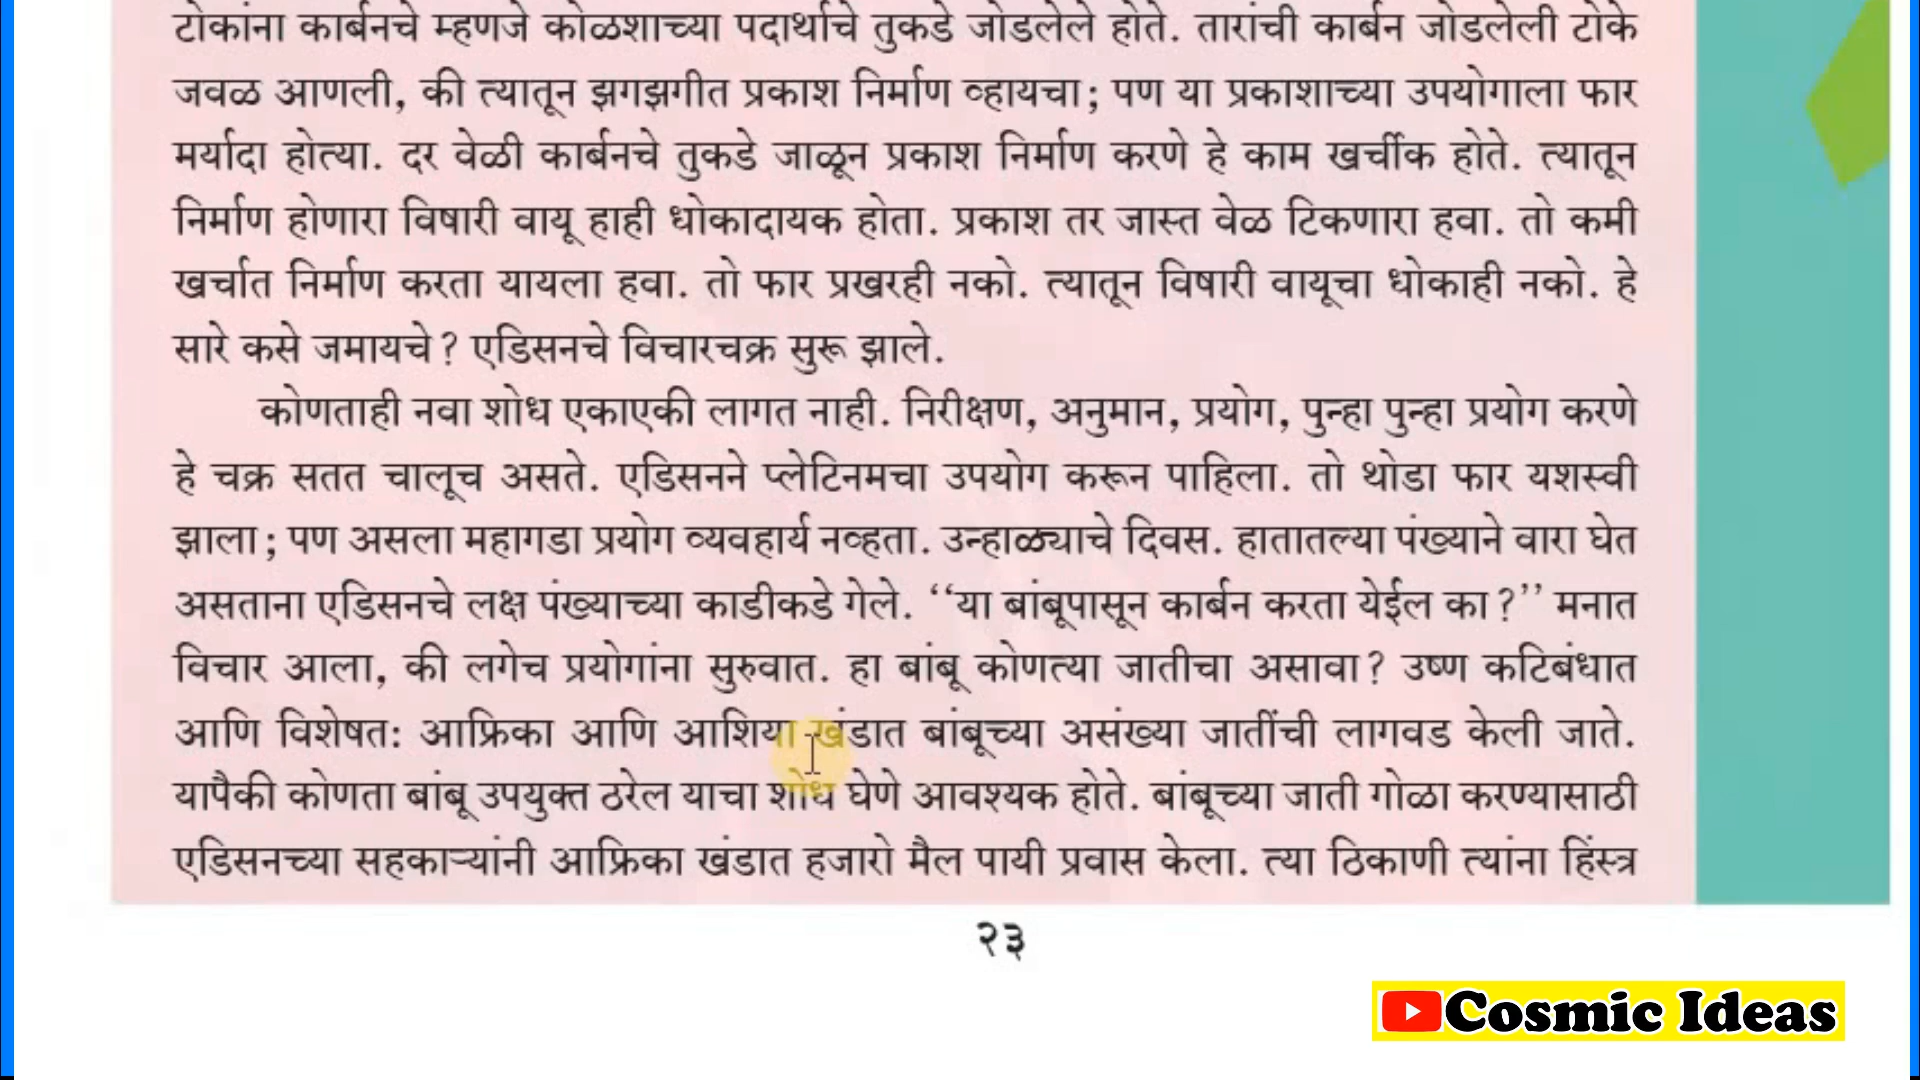 टोकांना कार्बनचे म्हणजे कोळशाच्या पदार्थाचे तुकडे जोडलेले होते. तारांची कार्बन जोडलेली टोके
जवळ आणली, की त्यातून झगझगीत प्रकाश निर्माण व्हायचा; पण या प्रकाशाच्या उपयोगाला फार
मर्यादा होत्या. दर वेळी कार्बनचे तुकडे जाळून प्रकाश निर्माण करणे हे काम खर्चीक होते. त्यातून
निर्माण होणारा विषारी वायू हाही धोकादायक होता. प्रकाश तर जास्त वेळ टिकणारा हवा. तो कमी
खर्चात निर्माण करता यायला हवा. तो फार प्रखरही नको. त्यातून विषारी वायूचा धोकाही नको. हे
सारे कसे जमायचे? एडिसनचे विचारचक्र सुरू झाले.
कोणताही नवा शोध एकाएकी लागत नाही. निरीक्षण, अनुमान, प्रयोग, पुन्हा पुन्हा प्रयोग करणे
हे चक्र सतत चालूच असते. एडिसनने प्लेटिनमचा उपयोग करून पाहिला. तो थोडा फार यशस्वी
झाला; पण असला महागडा प्रयोग व्यवहार्य नव्हता. उन्हाळ्याचे दिवस. हातातल्या पंख्याने वारा घेत
असताना एडिसनचे लक्ष पंख्याच्या काडीकडे गेले. ‘‘या बांबूपासून कार्बन करता येईल का?’’ मनात
विचार आला, की लगेच प्रयोगांना सुरुवात. हा बांबू कोणत्या जातीचा असावा? उष्ण कटिबंधात
आणि विशेषतः आफ्रिका आणि आशिया खंडात बांबूच्या असंख्या जातींची लागवड केली जाते.
यापैकी कोणता बांबू उपयुक्त ठरेल याचा शोध घेणे आवश्यक होते. बांबूच्या जाती गोळा करण्यासाठी
एडिसनच्या सहकाऱ्यांनी आफ्रिका खंडात हजारो मैल पायी प्रवास केला. त्या ठिकाणी त्यांना हिंस्त्र
२३
Cosmic Ideas